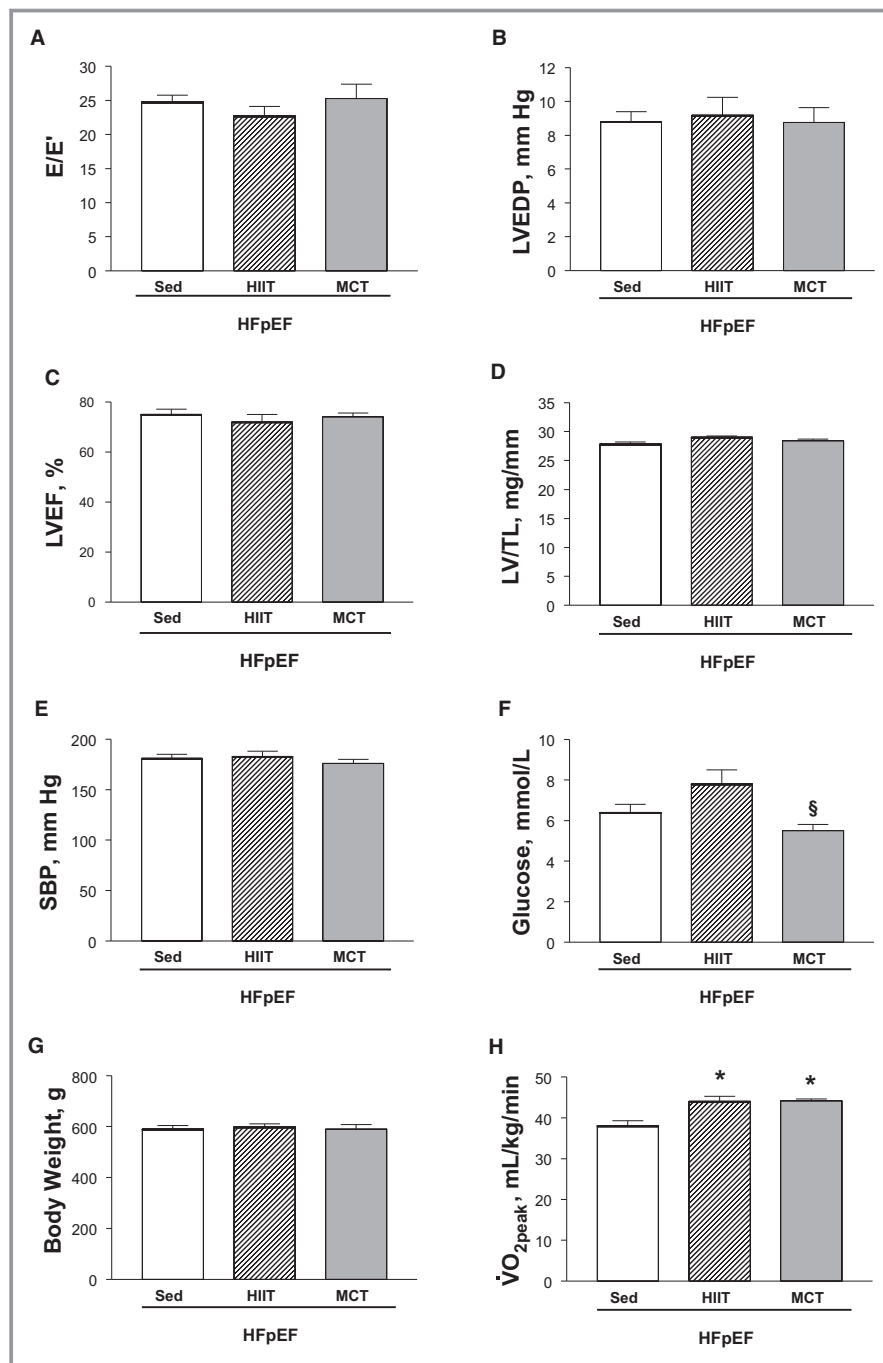 A
E/E'
30
25
20
15
10
5
0
Sed HIIT MCT
HFpEF
B
LVEDP, mm Hg
12
10
8
6
4
2
0
Sed HIIT MCT
HFpEF
C
LVEF, %
80
60
40
20
0
Sed HIIT MCT
HFpEF
D
LV/TL, mg/mm
35
30
25
20
15
10
5
0
Sed HIIT MCT
HFpEF
E
SBP, mm Hg
200
150
100
50
0
Sed HIIT MCT
HFpEF
F
Glucose, mmol/L
10
8
6
4
2
0
§
Sed HIIT MCT
HFpEF
G
Body Weight, g
800
600
400
200
0
Sed HIIT MCT
HFpEF
H
V̇O2peak, mL/kg/min
50
40
30
20
10
0
* *
Sed HIIT MCT
HFpEF